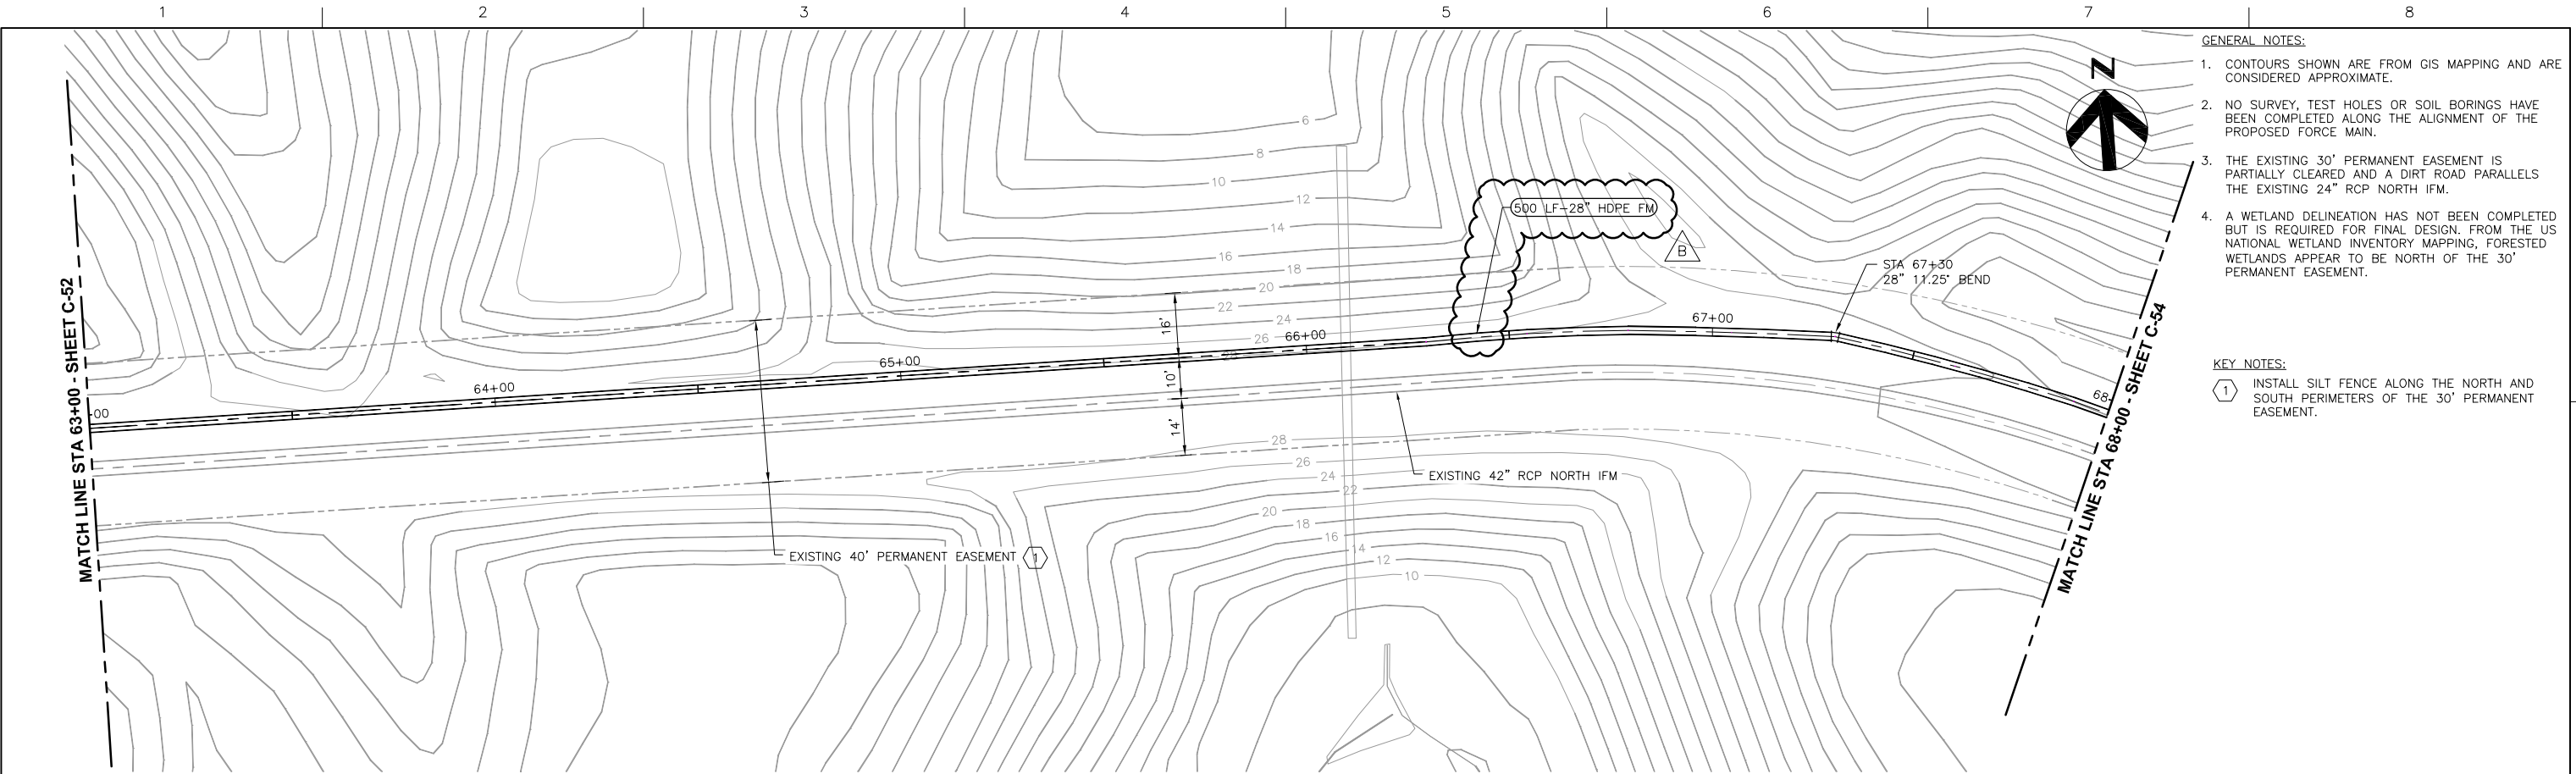 1 2 3 4 5 6 7 8
GENERAL NOTES:
1. CONTOURS SHOWN ARE FROM GIS MAPPING AND ARE
CONSIDERED APPROXIMATE.
2. NO SURVEY, TEST HOLES OR SOIL BORINGS HAVE
BEEN COMPLETED ALONG THE ALIGNMENT OF THE
PROPOSED FORCE MAIN.
3. THE EXISTING 30' PERMANENT EASEMENT IS
PARTIALLY CLEARED AND A DIRT ROAD PARALLELS
THE EXISTING 24" RCP NORTH IFM.
4. A WETLAND DELINEATION HAS NOT BEEN COMPLETED
BUT IS REQUIRED FOR FINAL DESIGN. FROM THE US
NATIONAL WETLAND INVENTORY MAPPING, FORESTED
WETLANDS APPEAR TO BE NORTH OF THE 30'
PERMANENT EASEMENT.
KEY NOTES:
1 INSTALL SILT FENCE ALONG THE NORTH AND
SOUTH PERIMETERS OF THE 30' PERMANENT
EASEMENT.
N
MATCH LINE STA 63+00 - SHEET C-52
MATCH LINE STA 68+00 - SHEET C-54
500 LF-28" HDPE FM
B
STA 67+30
28" 11.25° BEND
00
64+00
65+00
66+00
67+00
68
16'
10'
14'
EXISTING 42" RCP NORTH IFM
EXISTING 40' PERMANENT EASEMENT 1
6
8
10
12
14
16
18
20
22
24
26
28
26
24
22
20
18
16
14
12
10